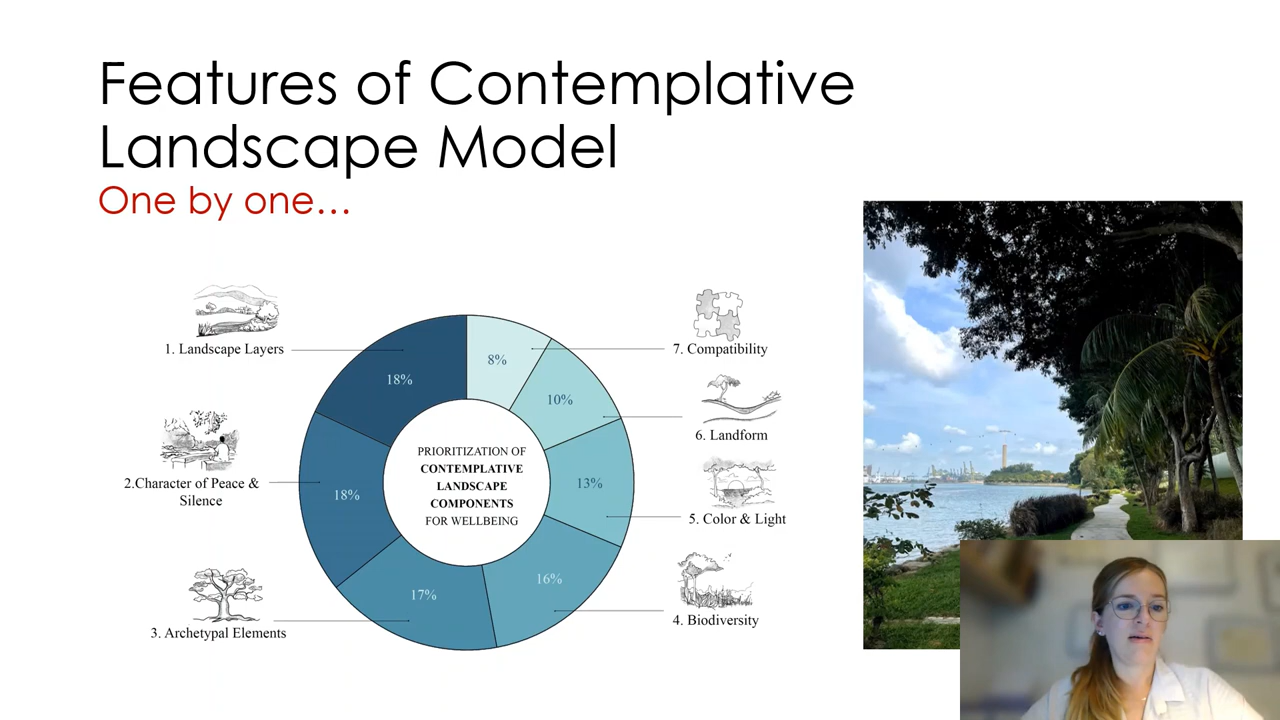 Features of Contemplative
Landscape Model
One by one...
1. Landscape Layers
2.Character of Peace &
Silence
3. Archetypal Elements
18%
18%
17%
16%
13%
10%
8%
PRIORITIZATION OF
CONTEMPLATIVE
LANDSCAPE
COMPONENTS
FOR WELLBEING
7. Compatibility
6. Landform
5. Color & Light
4. Biodiversity